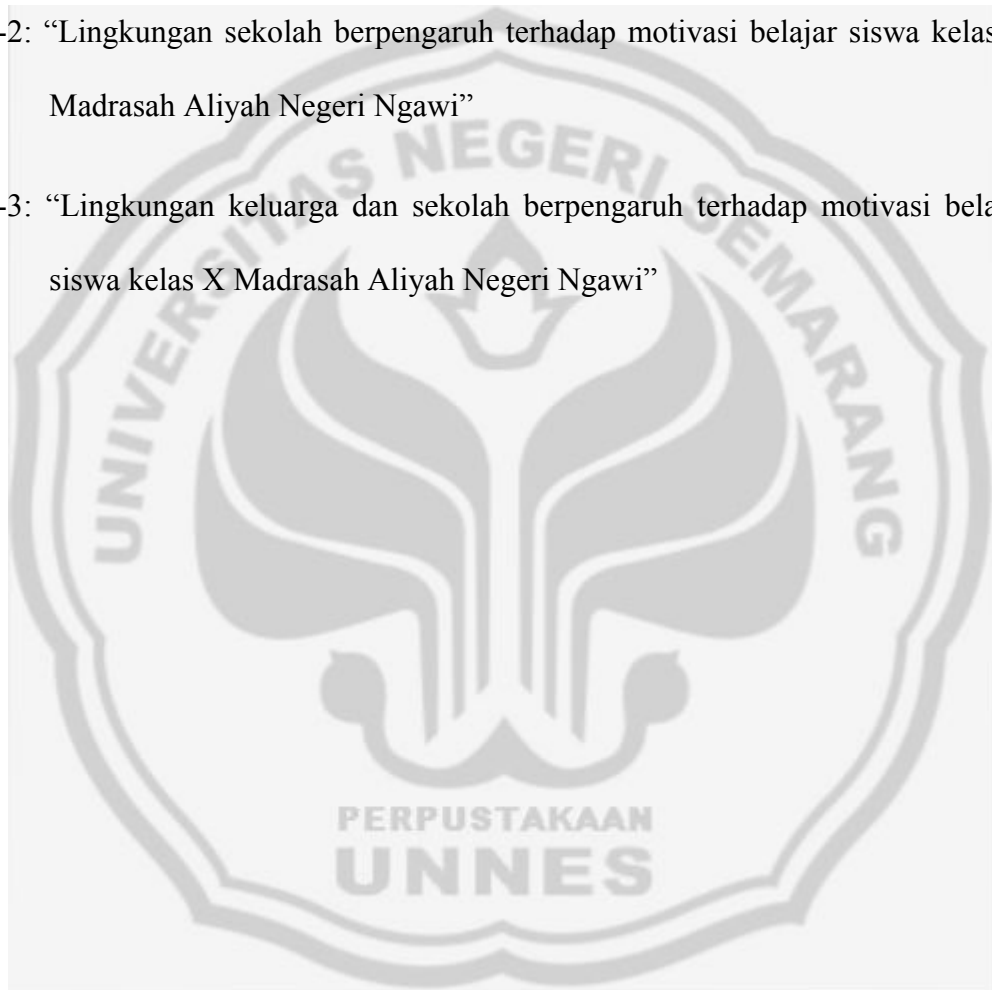 -2: “Lingkungan sekolah berpengaruh terhadap motivasi belajar siswa kelas
Madrasah Aliyah Negeri Ngawi”
-3: “Lingkungan keluarga dan sekolah berpengaruh terhadap motivasi bela
siswa kelas X Madrasah Aliyah Negeri Ngawi”
UNIVERSITAS NEGERI SEMARANG
PERPUSTAKAAN
UNNES